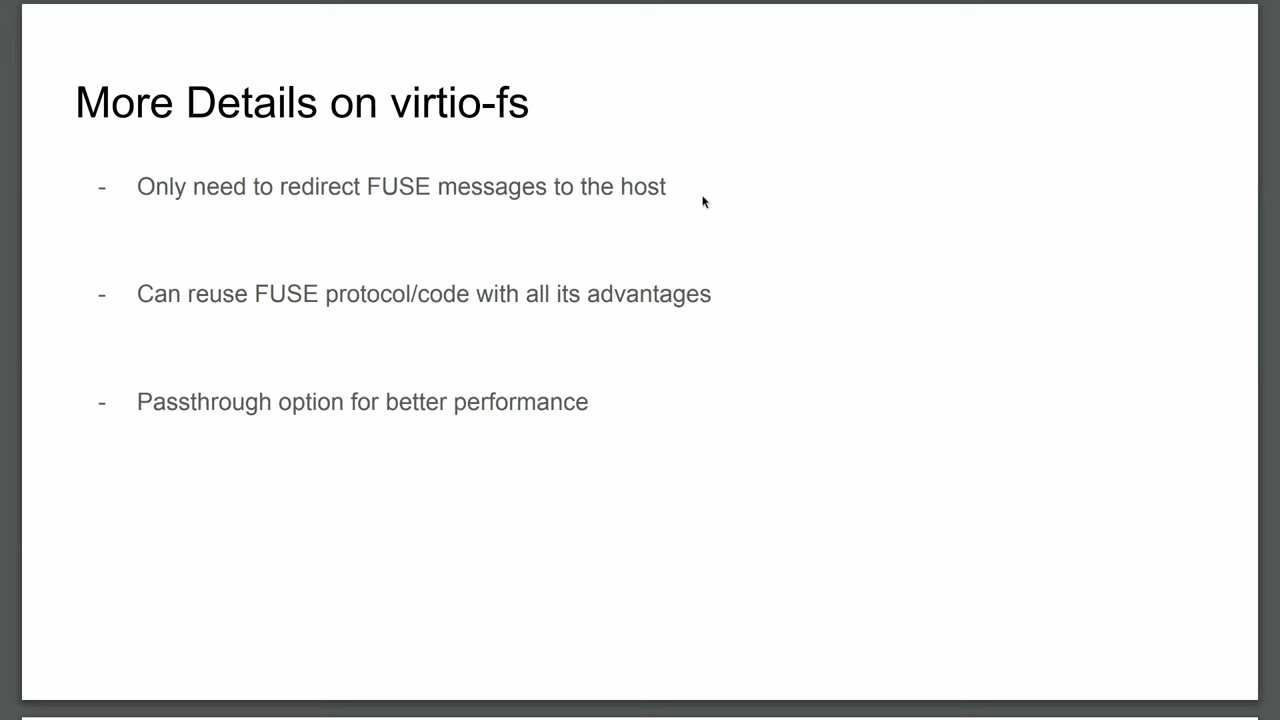 More Details on virtio-fs
- Only need to redirect FUSE messages to the host
- Can reuse FUSE protocol/code with all its advantages
- Passthrough option for better performance